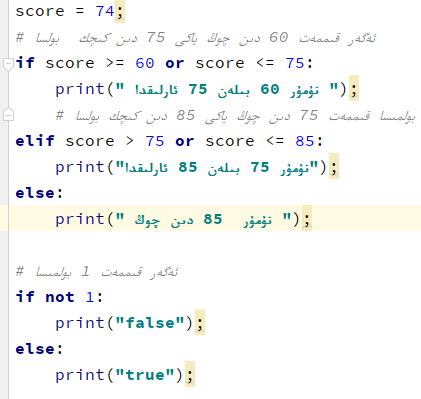 score = 74;
# ئەگەر قىممەت 60 دىن چوڭ ياكى 75 دىن كىچك بولسا
if score >= 60 or score <= 75:
    print(" نۇمۇر 60 بىلەن 75 ئارلىقدا ");
    # بولمىسا قىممەت 75 دىن چوڭ ياكى 85 دىن كىچك بولسا
elif score > 75 or score <= 85:
    print("نۇمۇر 75 بىلەن 85 ئارلىقدا");
else:
    print(" نۇمۇر 85 دىن چوڭ ");
# ئەگەر قىممەت 1 بولمىسا
if not 1:
    print("false");
else:
    print("true");